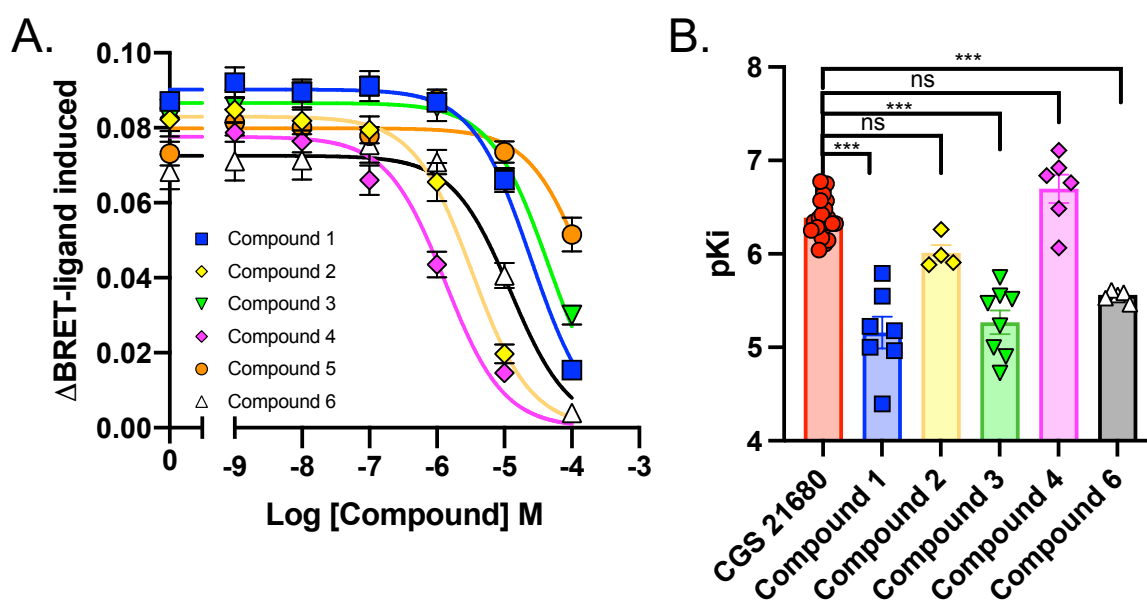 A.
0.10
0.08
0.06
0.04
0.02
0.00
ΔBRET-ligand induced
Compound 1
Compound 2
Compound 3
Compound 4
Compound 5
Compound 6
0 -9 -8 -7 -6 -5 -4 -3
Log [Compound] M
B.
8
7
6
5
4
pKi
***
ns
***
ns
***
CGS 21680
Compound 1
Compound 2
Compound 3
Compound 4
Compound 6